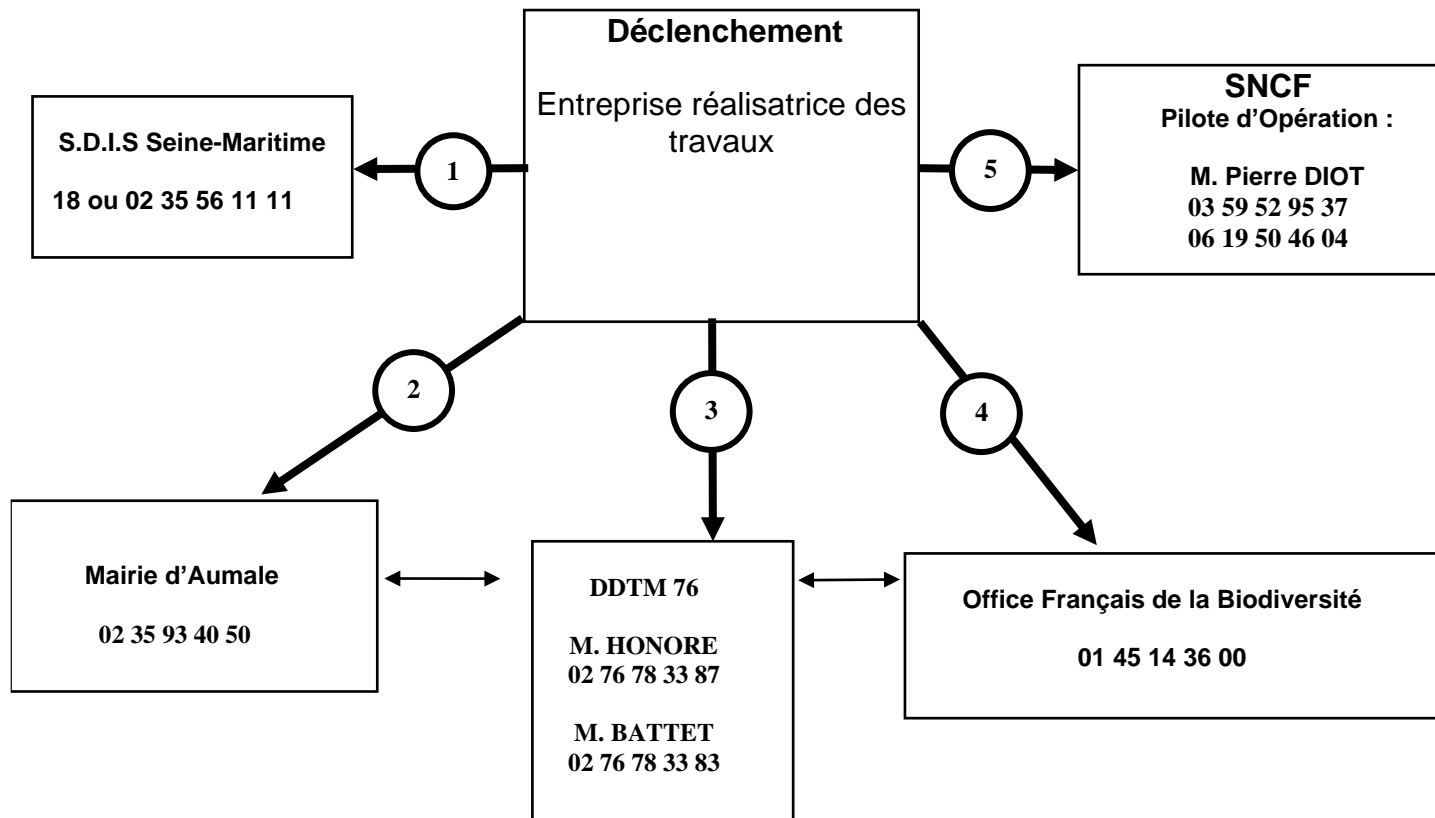 Déclenchement
Entreprise réalisatrice des
travaux
S.D.I.S Seine-Maritime
18 ou 02 35 56 11 11
1
5
SNCF
Pilote d’Opération :
M. Pierre DIOT
03 59 52 95 37
06 19 50 46 04
2
3
4
Mairie d’Aumale
02 35 93 40 50
DDTM 76
M. HONORE
02 76 78 33 87
M. BATTET
02 76 78 33 83
Office Français de la Biodiversité
01 45 14 36 00